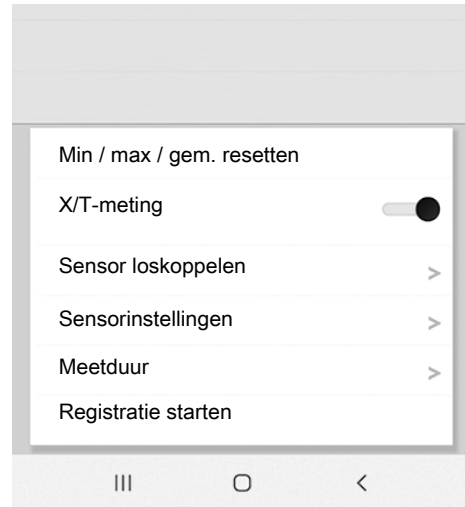 Min / max / gem. resetten
X/T-meting
Sensor loskoppelen
Sensorinstellingen
Meetduur
Registratie starten